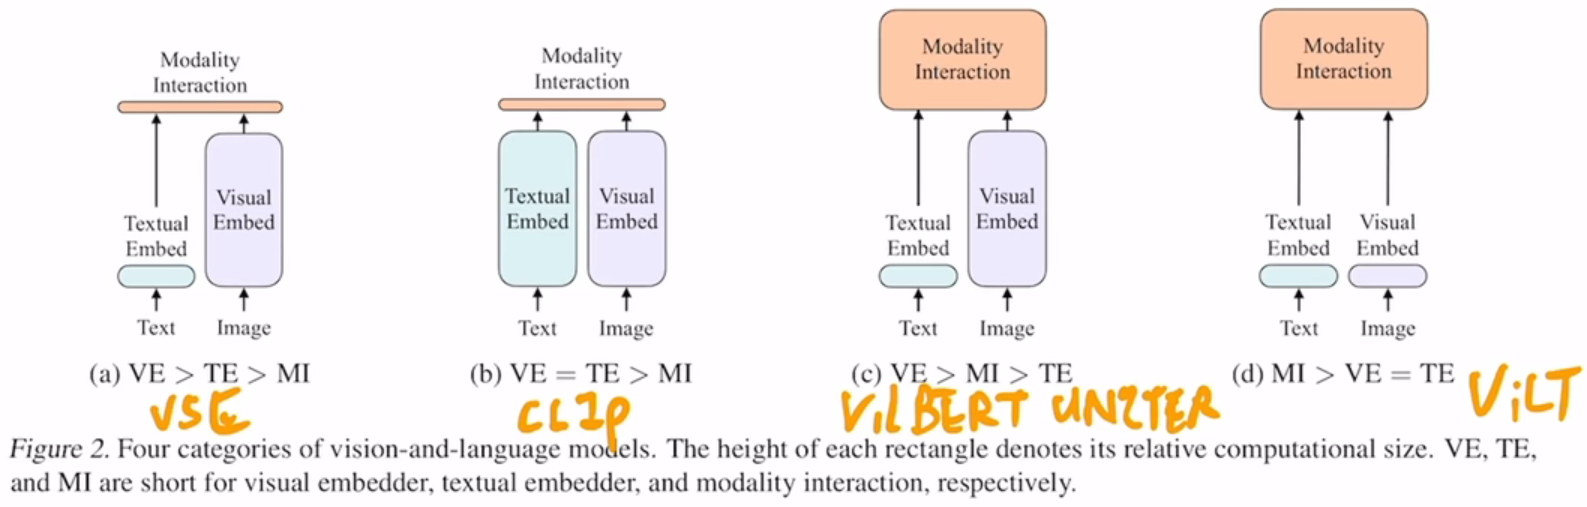 Modality
Interaction
Textual
Embed
Visual
Embed
Text Image
(a) VE > TE > MI
VSE
Modality
Interaction
Textual
Embed
Visual
Embed
Text Image
(b) VE = TE > MI
CLIP
Modality
Interaction
Textual
Embed
Visual
Embed
Text Image
(c) VE > MI > TE
ViLBERT UNITER
Modality
Interaction
Textual
Embed
Visual
Embed
Text Image
(d) MI > VE = TE
ViLT
Figure 2. Four categories of vision-and-language models. The height of each rectangle denotes its relative computational size. VE, TE,
and MI are short for visual embedder, textual embedder, and modality interaction, respectively.